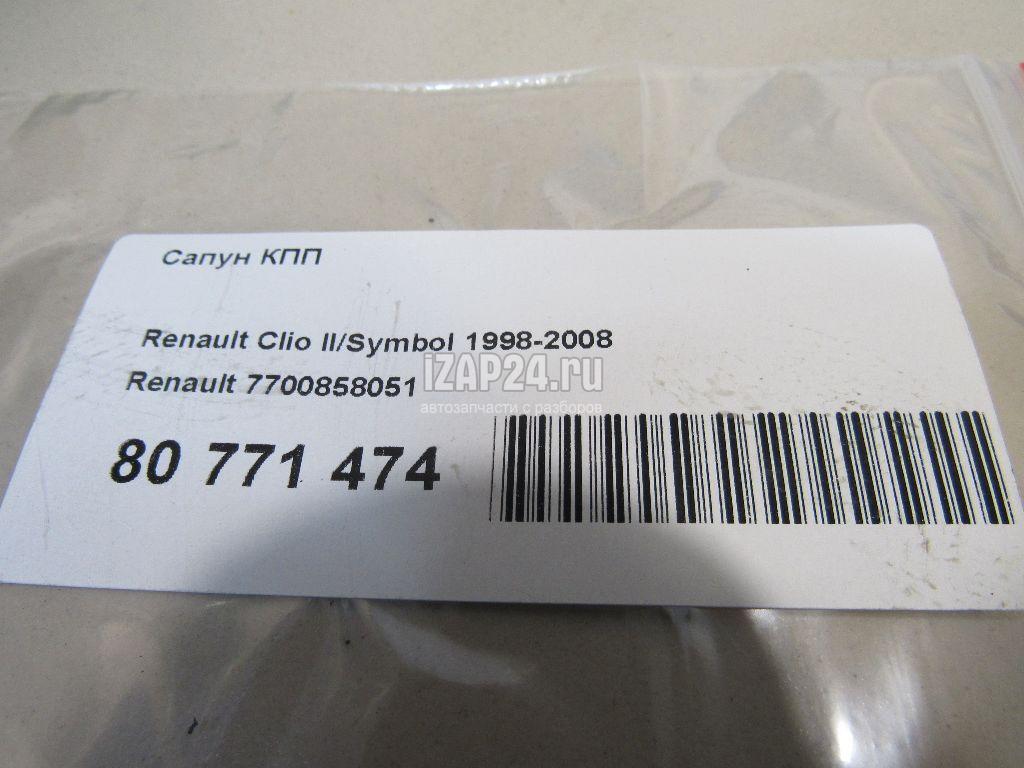 Сапун КПП
Renault Clio II/Symbol 1998-2008
Renault 7700858051
iZAP24.ru
автозапчасти с разборов
80 771 474